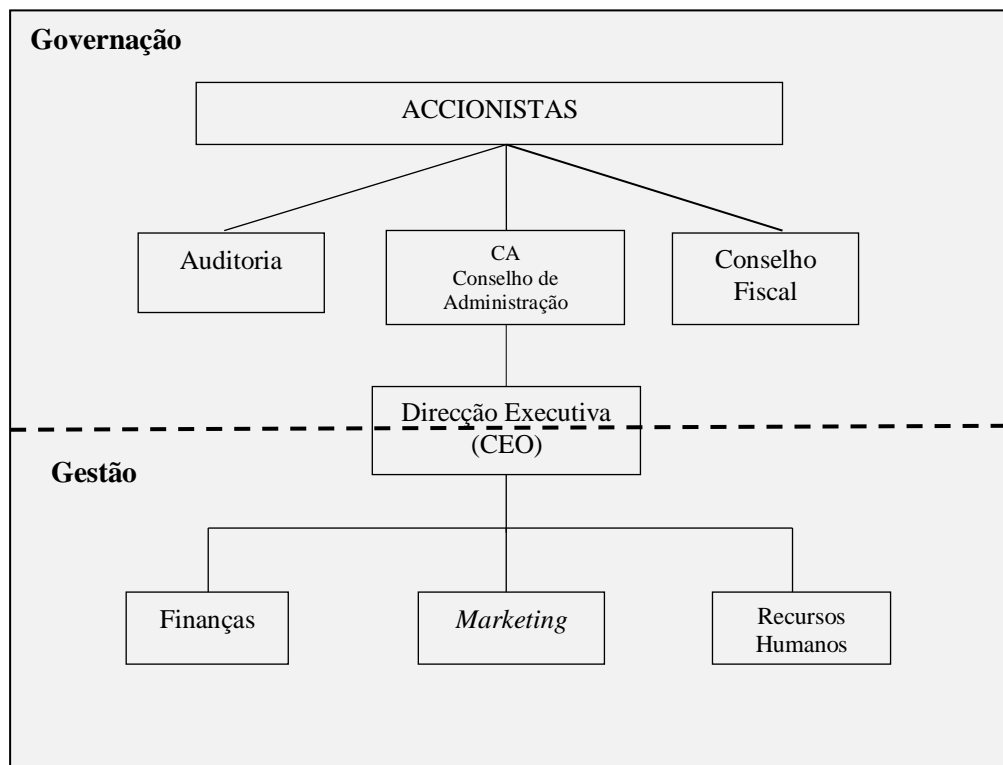 Governação
ACCIONISTAS
Auditoria
CA
Conselho de
Administração
Conselho
Fiscal
Direcção Executiva
(CEO)
Gestão
Finanças
Marketing
Recursos
Humanos